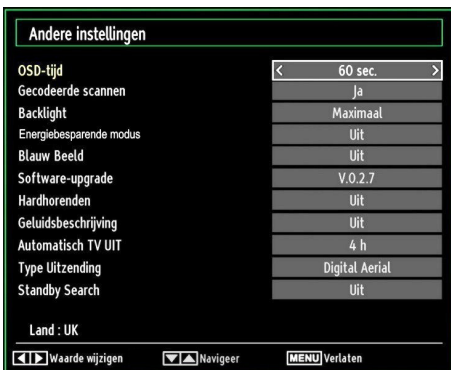 Andere instellingen
OSD-tijd < 60 sec. >
Gecodeerde scannen Ja
Backlight Maximaal
Energiebesparende modus Uit
Blauw Beeld Uit
Software-upgrade V.0.2.7
Hardhorenden Uit
Geluidsbeschrijving Uit
Automatisch TV UIT 4 h
Type Uitzending Digital Aerial
Standby Search Uit
Land : UK
Waarde wijzigen Navigeer MENU Verlaten